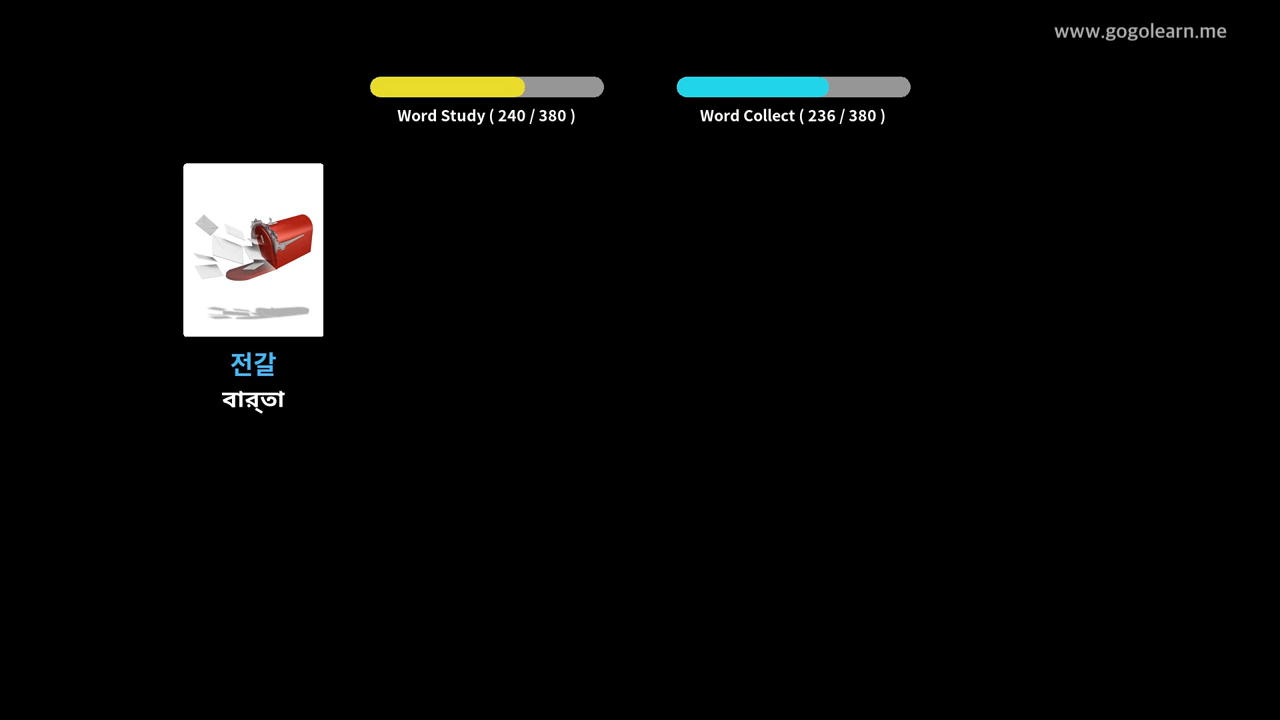 www.gogolearn.me
Word Study ( 240 / 380 )
Word Collect ( 236 / 380 )
전갈
বার্তা